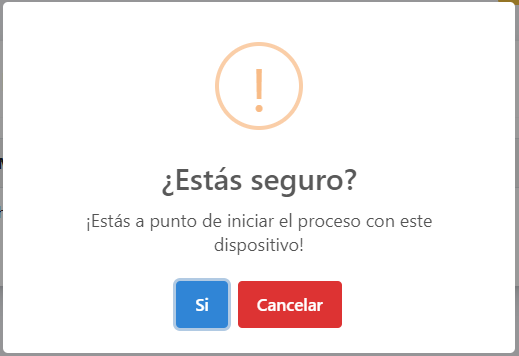 !
¿Estás seguro?
¡Estás a punto de iniciar el proceso con este
dispositivo!
Si
Cancelar